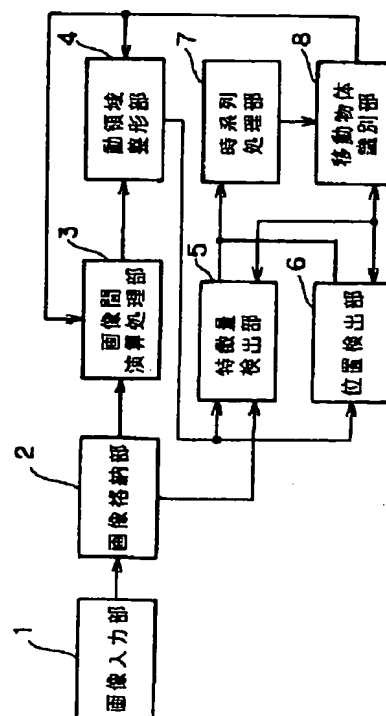 1
画像入力部
2
画像格納部
3
画像間
演算処理部
4
動領域
整形部
5
特徴量
検出部
6
位置検出部
7
時系列
処理部
8
移動物体
識別部